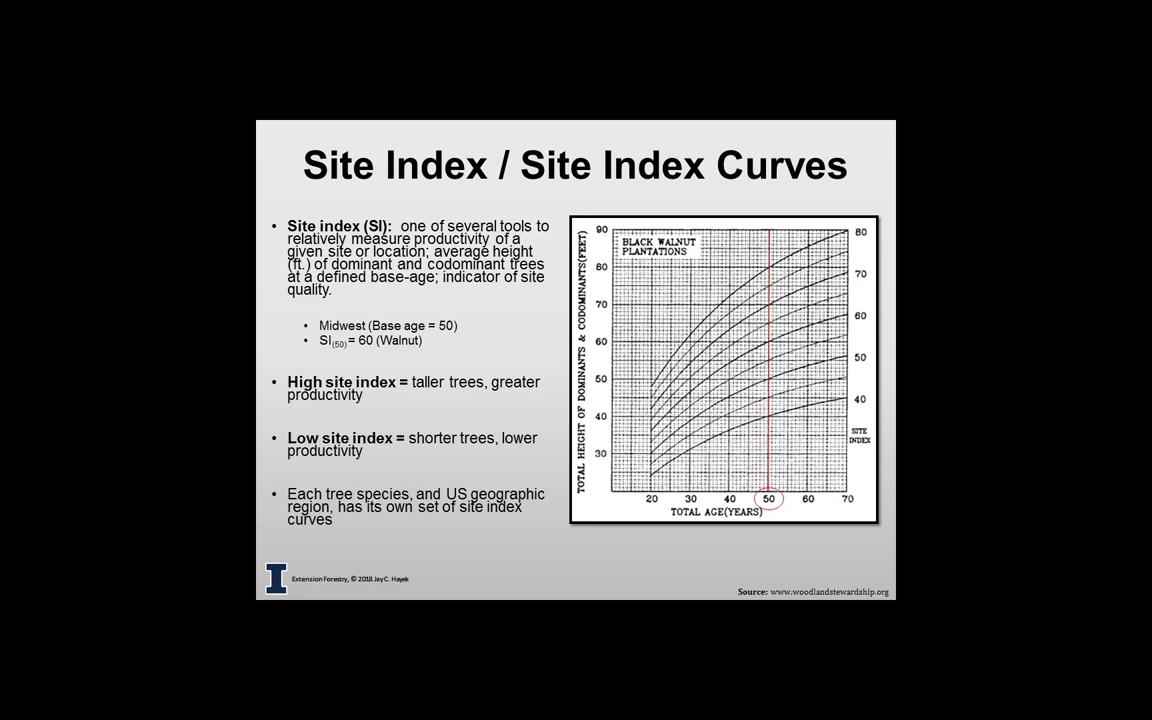 Site Index / Site Index Curves
• Site index (SI): one of several tools to
relatively measure productivity of a
given site or location; average height
(ft.) of dominant and codominant trees
at a defined base-age; indicator of site
quality.
• Midwest (Base age = 50)
• SI(50) = 60 (Walnut)
• High site index = taller trees, greater
productivity
• Low site index = shorter trees, lower
productivity
• Each tree species, and US geographic
region, has its own set of site index
curves
TOTAL HEIGHT OF DOMINANTS & CODOMINANTS(FEET)
90
80
70
60
50
40
30
BLACK WALNUT
PLANTATIONS
80
70
60
50
40
SITE
INDEX
20 30 40 50 60 70
TOTAL AGE(YEARS)
I
Extension Forestry, © 2018 Jay C. Hayek
Source: www.woodlandstewardship.org